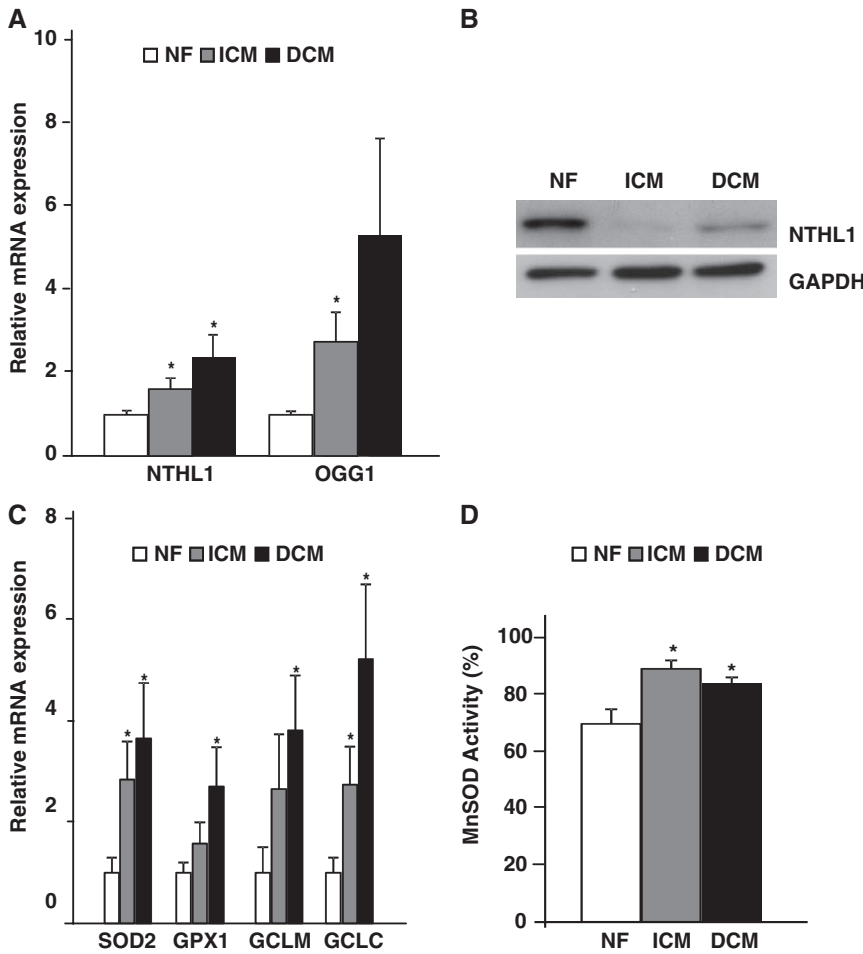 A
10
8
6
4
2
0
Relative mRNA expression
NF ICM DCM
* * *
NTHL1 OGG1
B
NF ICM DCM
NTHL1
GAPDH
C
8
6
4
2
0
Relative mRNA expression
NF ICM DCM
* * * * * *
SOD2 GPX1 GCLM GCLC
D
NF ICM DCM
100
80
60
40
20
0
MnSOD Activity (%)
* *
NF ICM DCM